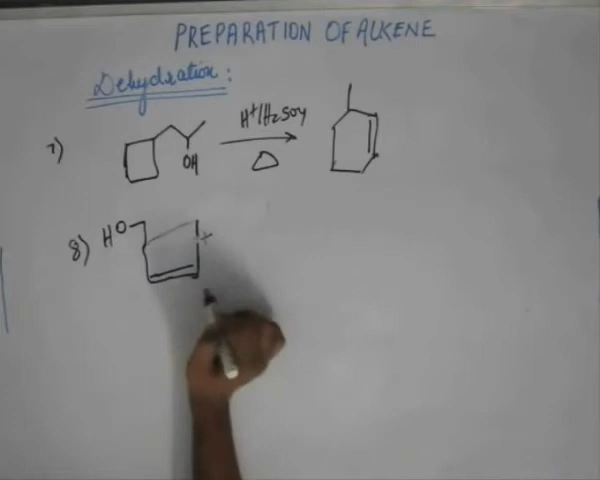 PREPARATION OF ALKENE
Dehydration:
7)
OH
H+/H2SO4
△
8) HO
+